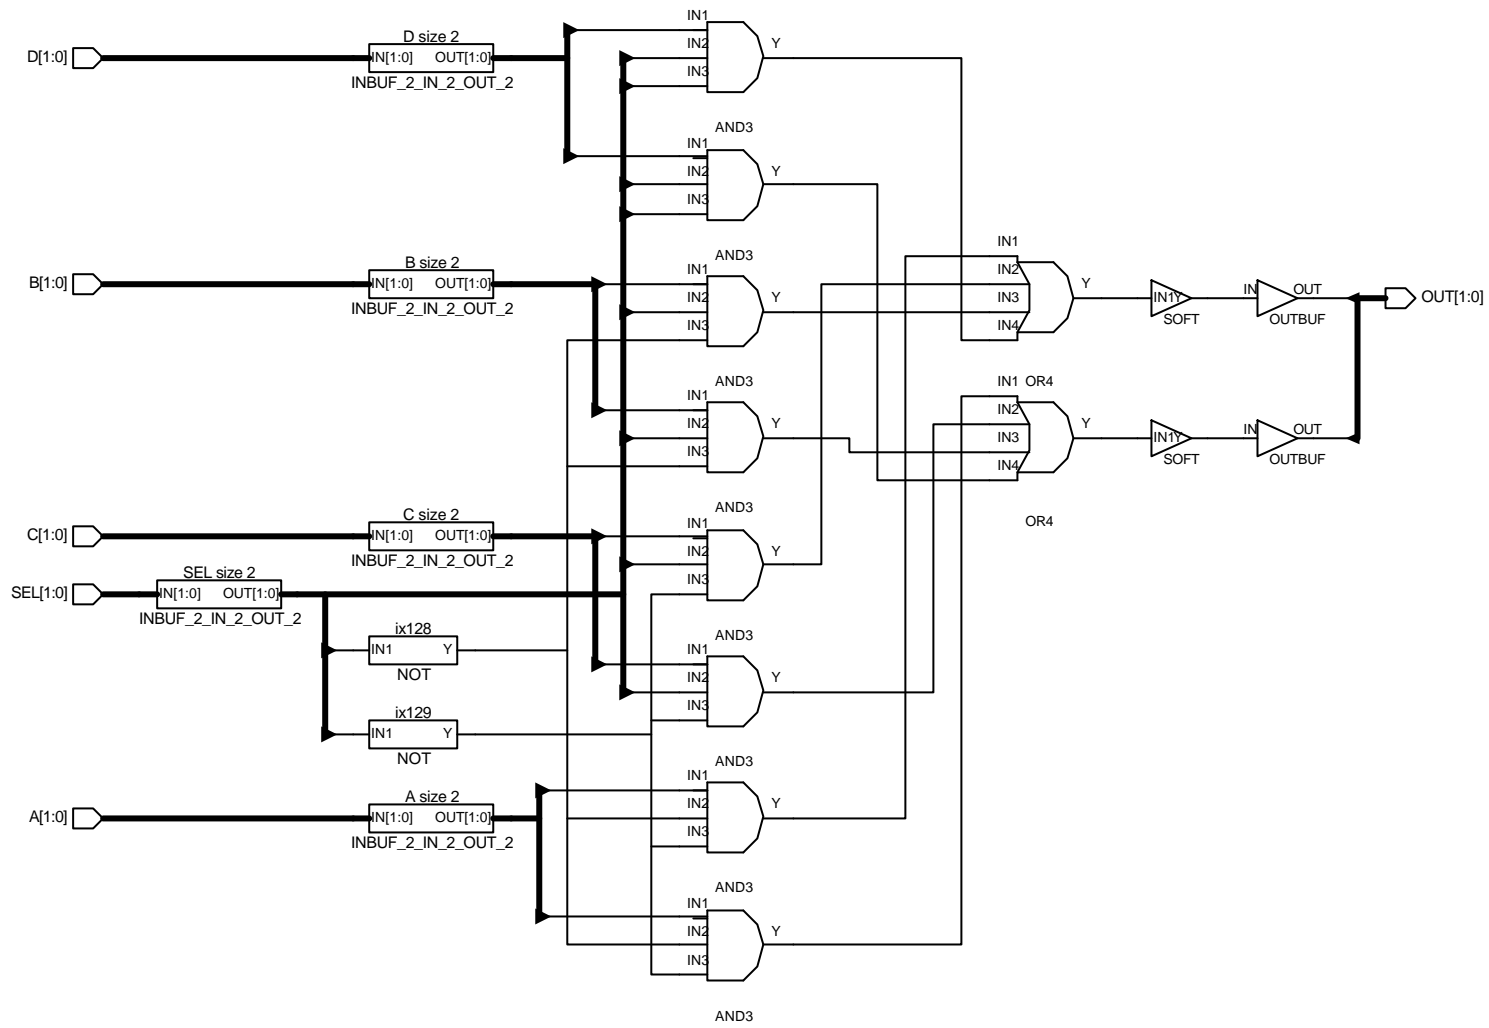 IN1
D size 2
IN2 Y
D[1:0] IN[1:0] OUT[1:0]
IN3
INBUF_2_IN_2_OUT_2
AND3
IN1
IN2 Y
IN3
AND3
IN1
B size 2
B[1:0] IN[1:0] OUT[1:0]
IN2 Y
INBUF_2_IN_2_OUT_2
IN3
IN1
IN2
Y
IN3
IN4
IN1Y
SOFT
IN OUT
OUTBUF
OUT[1:0]
AND3
IN1
IN2 Y
IN3
IN1 OR4
IN2
Y
IN3
IN4
IN1Y
SOFT
IN OUT
OUTBUF
AND3
OR4
C size 2
IN1
C[1:0] IN[1:0] OUT[1:0]
IN2 Y
INBUF_2_IN_2_OUT_2
IN3
SEL size 2
SEL[1:0] IN[1:0] OUT[1:0]
INBUF_2_IN_2_OUT_2
ix128
AND3
IN1 Y
NOT
IN1
IN2 Y
IN3
ix129
IN1 Y
NOT
AND3
IN1
A size 2
IN2 Y
A[1:0] IN[1:0] OUT[1:0]
IN3
INBUF_2_IN_2_OUT_2
AND3
IN1
IN2 Y
IN3
AND3